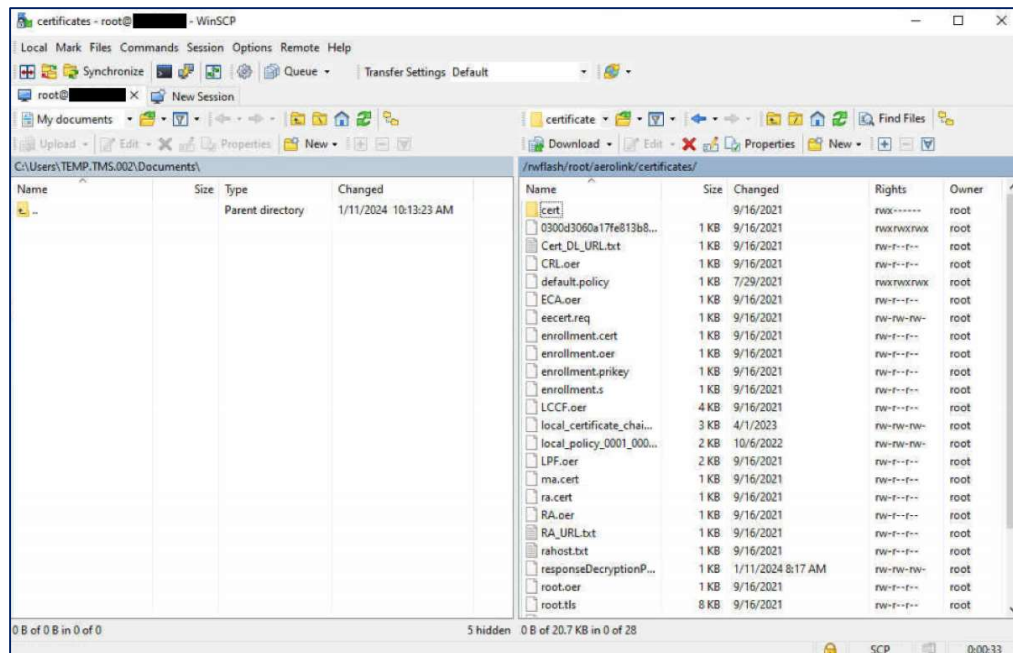 certificates - root@ - WinSCP
Local Mark Files Commands Session Options Remote Help
Synchronize Queue Transfer Settings Default
root@ New Session
My documents
certificate Find Files
Upload Edit Properties New
Download Edit Properties New
C:\Users\TEMP.TMS.002\Documents\
/rwflash/root/aerolink/certificates/
Name Size Type Changed
.. Parent directory 1/11/2024 10:13:23 AM
Name Size Changed Rights Owner
cert 9/16/2021 rwx------ root
0300d3060a17fe813b8... 1 KB 9/16/2021 rwxrwxrwx root
Cert_DL_URL.txt 1 KB 9/16/2021 rw-r--r-- root
CRL.oer 1 KB 9/16/2021 rw-r--r-- root
default.policy 1 KB 7/29/2021 rwxrwxrwx root
ECA.oer 1 KB 9/16/2021 rw-r--r-- root
eecert.req 1 KB 9/16/2021 rw-rw-rw- root
enrollment.cert 1 KB 9/16/2021 rw-r--r-- root
enrollment.oer 1 KB 9/16/2021 rw-r--r-- root
enrollment.prikey 1 KB 9/16/2021 rw-r--r-- root
enrollment.s 1 KB 9/16/2021 rw-r--r-- root
LCCF.oer 4 KB 9/16/2021 rw-r--r-- root
local_certificate_chai... 3 KB 4/1/2023 rw-rw-rw- root
local_policy_0001_000... 2 KB 10/6/2022 rw-rw-rw- root
LPF.oer 2 KB 9/16/2021 rw-r--r-- root
ma.cert 1 KB 9/16/2021 rw-r--r-- root
ra.cert 1 KB 9/16/2021 rw-r--r-- root
RA.oer 1 KB 9/16/2021 rw-r--r-- root
RA_URL.txt 1 KB 9/16/2021 rw-r--r-- root
rahost.txt 1 KB 9/16/2021 rw-r--r-- root
responseDecryptionP... 1 KB 1/11/2024 8:17 AM rw-rw-rw- root
root.oer 1 KB 9/16/2021 rw-r--r-- root
root.tls 8 KB 9/16/2021 rw-r--r-- root
0 B of 0 B in 0 of 0 5 hidden
0 B of 20.7 KB in 0 of 28
SCP 0:00:33